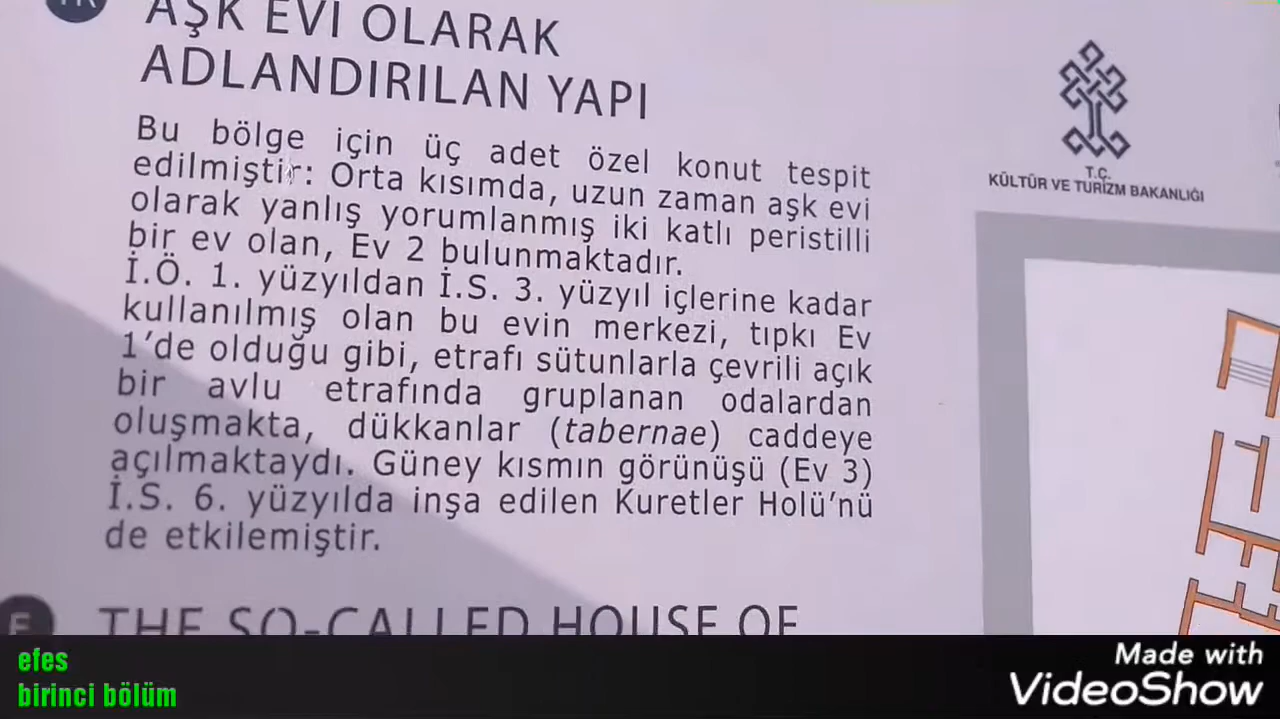 TR
AŞK EVİ OLARAK
ADLANDIRILAN YAPI
Bu bölge için üç adet özel konut tespit
edilmiştir: Orta kısımda, uzun zaman aşk evi
olarak yanlış yorumlanmış iki katlı peristilli
bir ev olan, Ev 2 bulunmaktadır.
İ.Ö. 1. yüzyıldan İ.S. 3. yüzyıl içlerine kadar
kullanılmış olan bu evin merkezi, tıpkı Ev
1’de olduğu gibi, etrafı sütunlarla çevrili açık
bir avlu etrafında gruplanan odalardan
oluşmakta, dükkanlar (tabernae) caddeye
açılmaktaydı. Güney kısmın görünüşü (Ev 3)
İ.S. 6. yüzyılda inşa edilen Kuretler Holü’nü
de etkilemiştir.
T.C.
KÜLTÜR VE TURİZM BAKANLIĞI
E
THE SO-CALLED HOUSE OF
efes
birinci bölüm
Made with
VideoShow